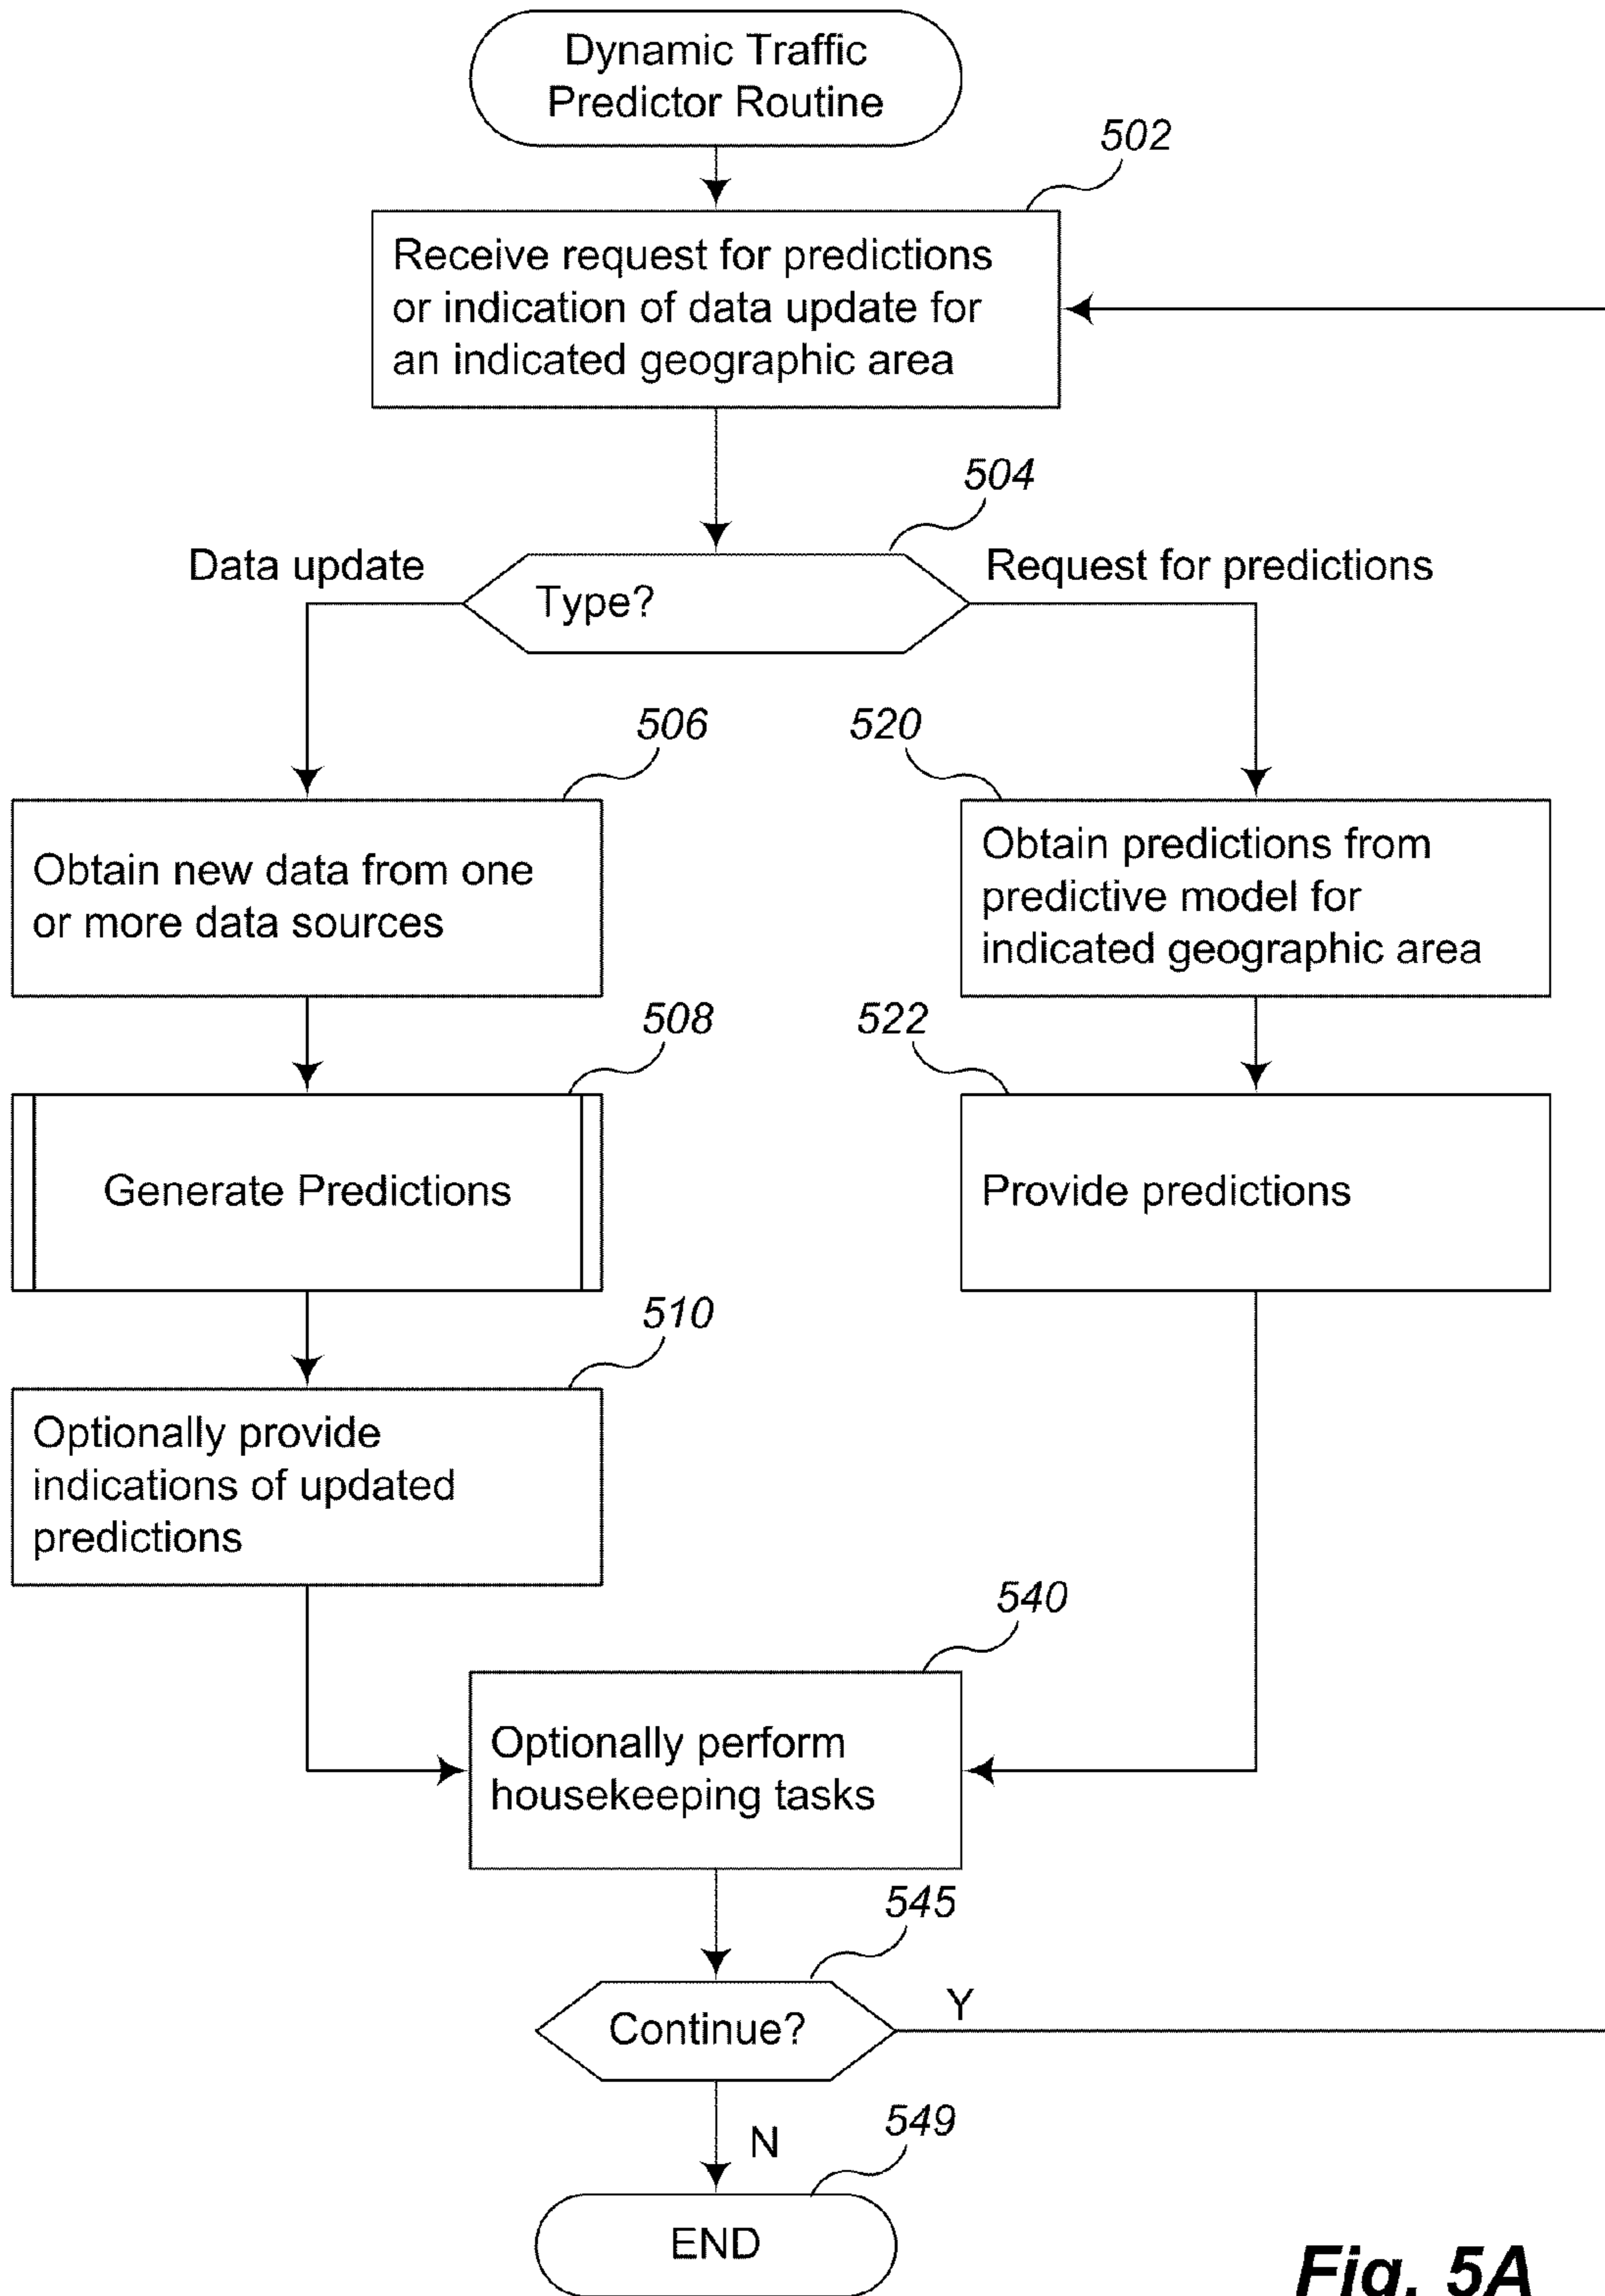 Dynamic Traffic
Predictor Routine
502
Receive request for predictions
or indication of data update for
an indicated geographic area
504
Data update
Type?
Request for predictions
506
520
Obtain new data from one
or more data sources
Obtain predictions from
predictive model for
indicated geographic area
508
522
Generate Predictions
Provide predictions
510
Optionally provide
indications of updated
predictions
540
Optionally perform
housekeeping tasks
545
Continue?
Y
N
549
END
Fig. 5A